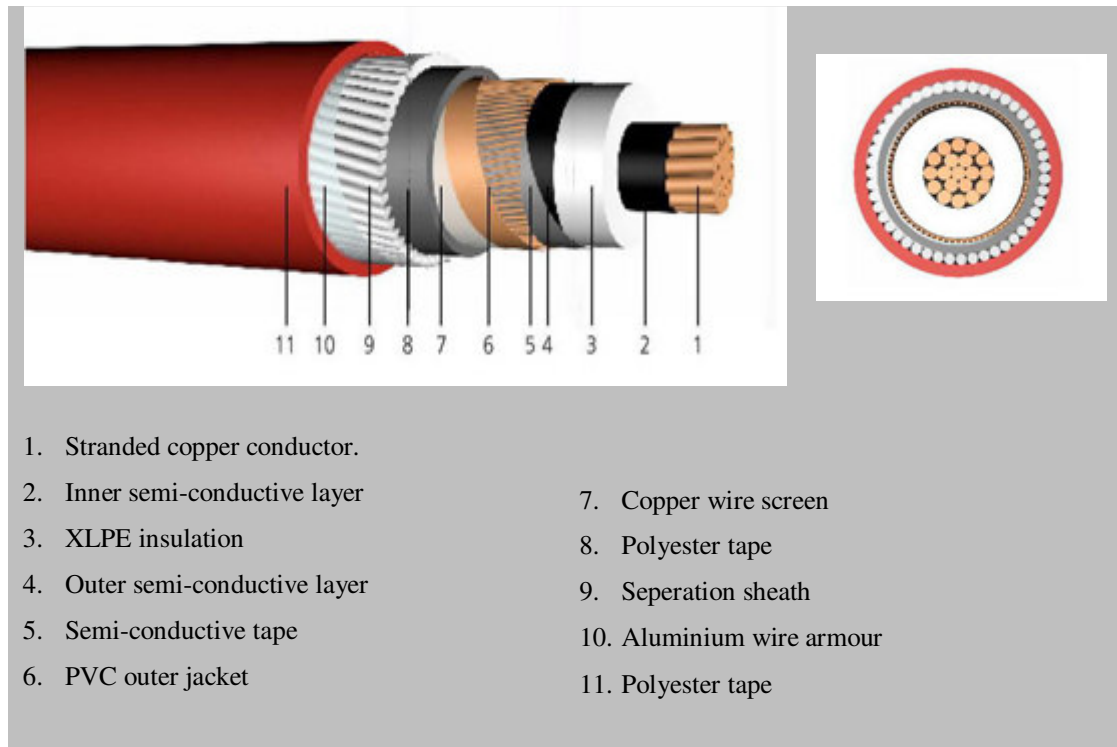 11 10 9 8 7 6 5 4 3 2 1
1. Stranded copper conductor.
2. Inner semi-conductive layer
3. XLPE insulation
4. Outer semi-conductive layer
5. Semi-conductive tape
6. PVC outer jacket
7. Copper wire screen
8. Polyester tape
9. Seperation sheath
10. Aluminium wire armour
11. Polyester tape